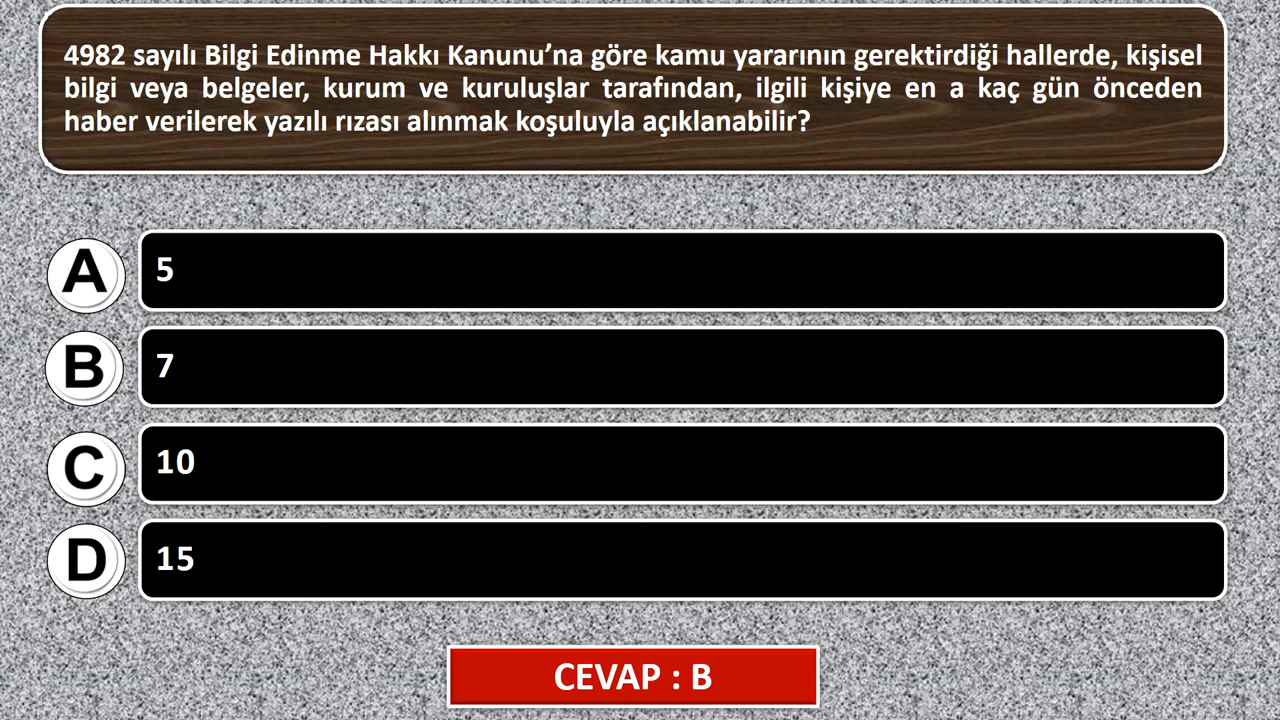 4982 sayılı Bilgi Edinme Hakkı Kanunu’na göre kamu yararının gerektirdiği hallerde, kişisel
bilgi veya belgeler, kurum ve kuruluşlar tarafından, ilgili kişiye en a kaç gün önceden
haber verilerek yazılı rızası alınmak koşuluyla açıklanabilir?
A 5
B 7
C 10
D 15
CEVAP : B